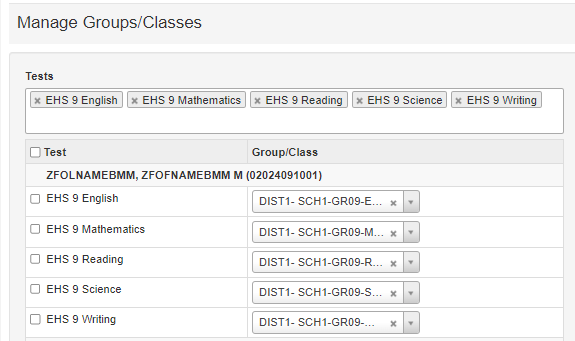 Manage Groups/Classes
Tests
× EHS 9 English × EHS 9 Mathematics × EHS 9 Reading × EHS 9 Science × EHS 9 Writing
Test Group/Class
ZFOLNAMEBMM, ZFOFNAMEBMM M (02024091001)
EHS 9 English DIST1- SCH1-GR09-E... ×
EHS 9 Mathematics DIST1- SCH1-GR09-M... ×
EHS 9 Reading DIST1- SCH1-GR09-R... ×
EHS 9 Science DIST1- SCH1-GR09-S... ×
EHS 9 Writing DIST1- SCH1-GR09-... ×